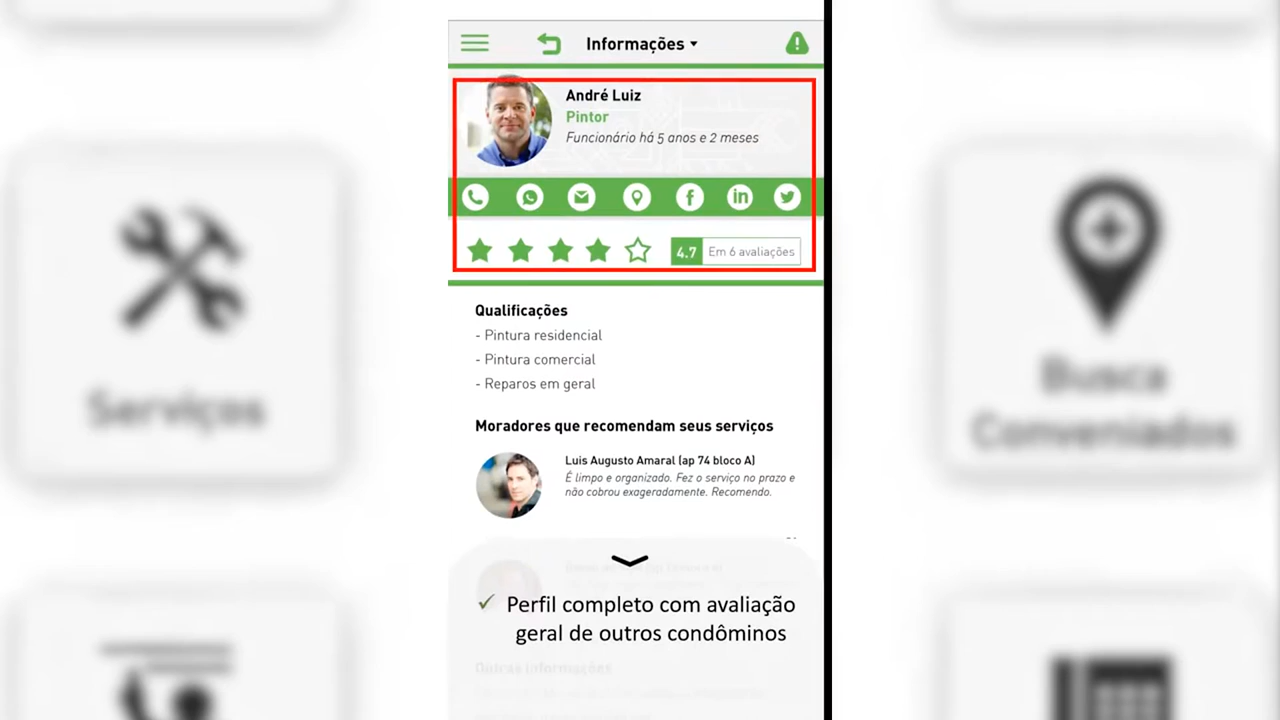 Informações
André Luiz
Pintor
Funcionário há 5 anos e 2 meses
4.7 Em 6 avaliações
Qualificações
- Pintura residencial
- Pintura comercial
- Reparos em geral
Moradores que recomendam seus serviços
Luis Augusto Amaral (ap 74 bloco A)
É limpo e organizado. Fez o serviço no prazo e
não cobrou exageradamente. Recomendo.
✓ Perfil completo com avaliação
geral de outros condôminos
Outras informações
Serviços
Busca
Conveniados